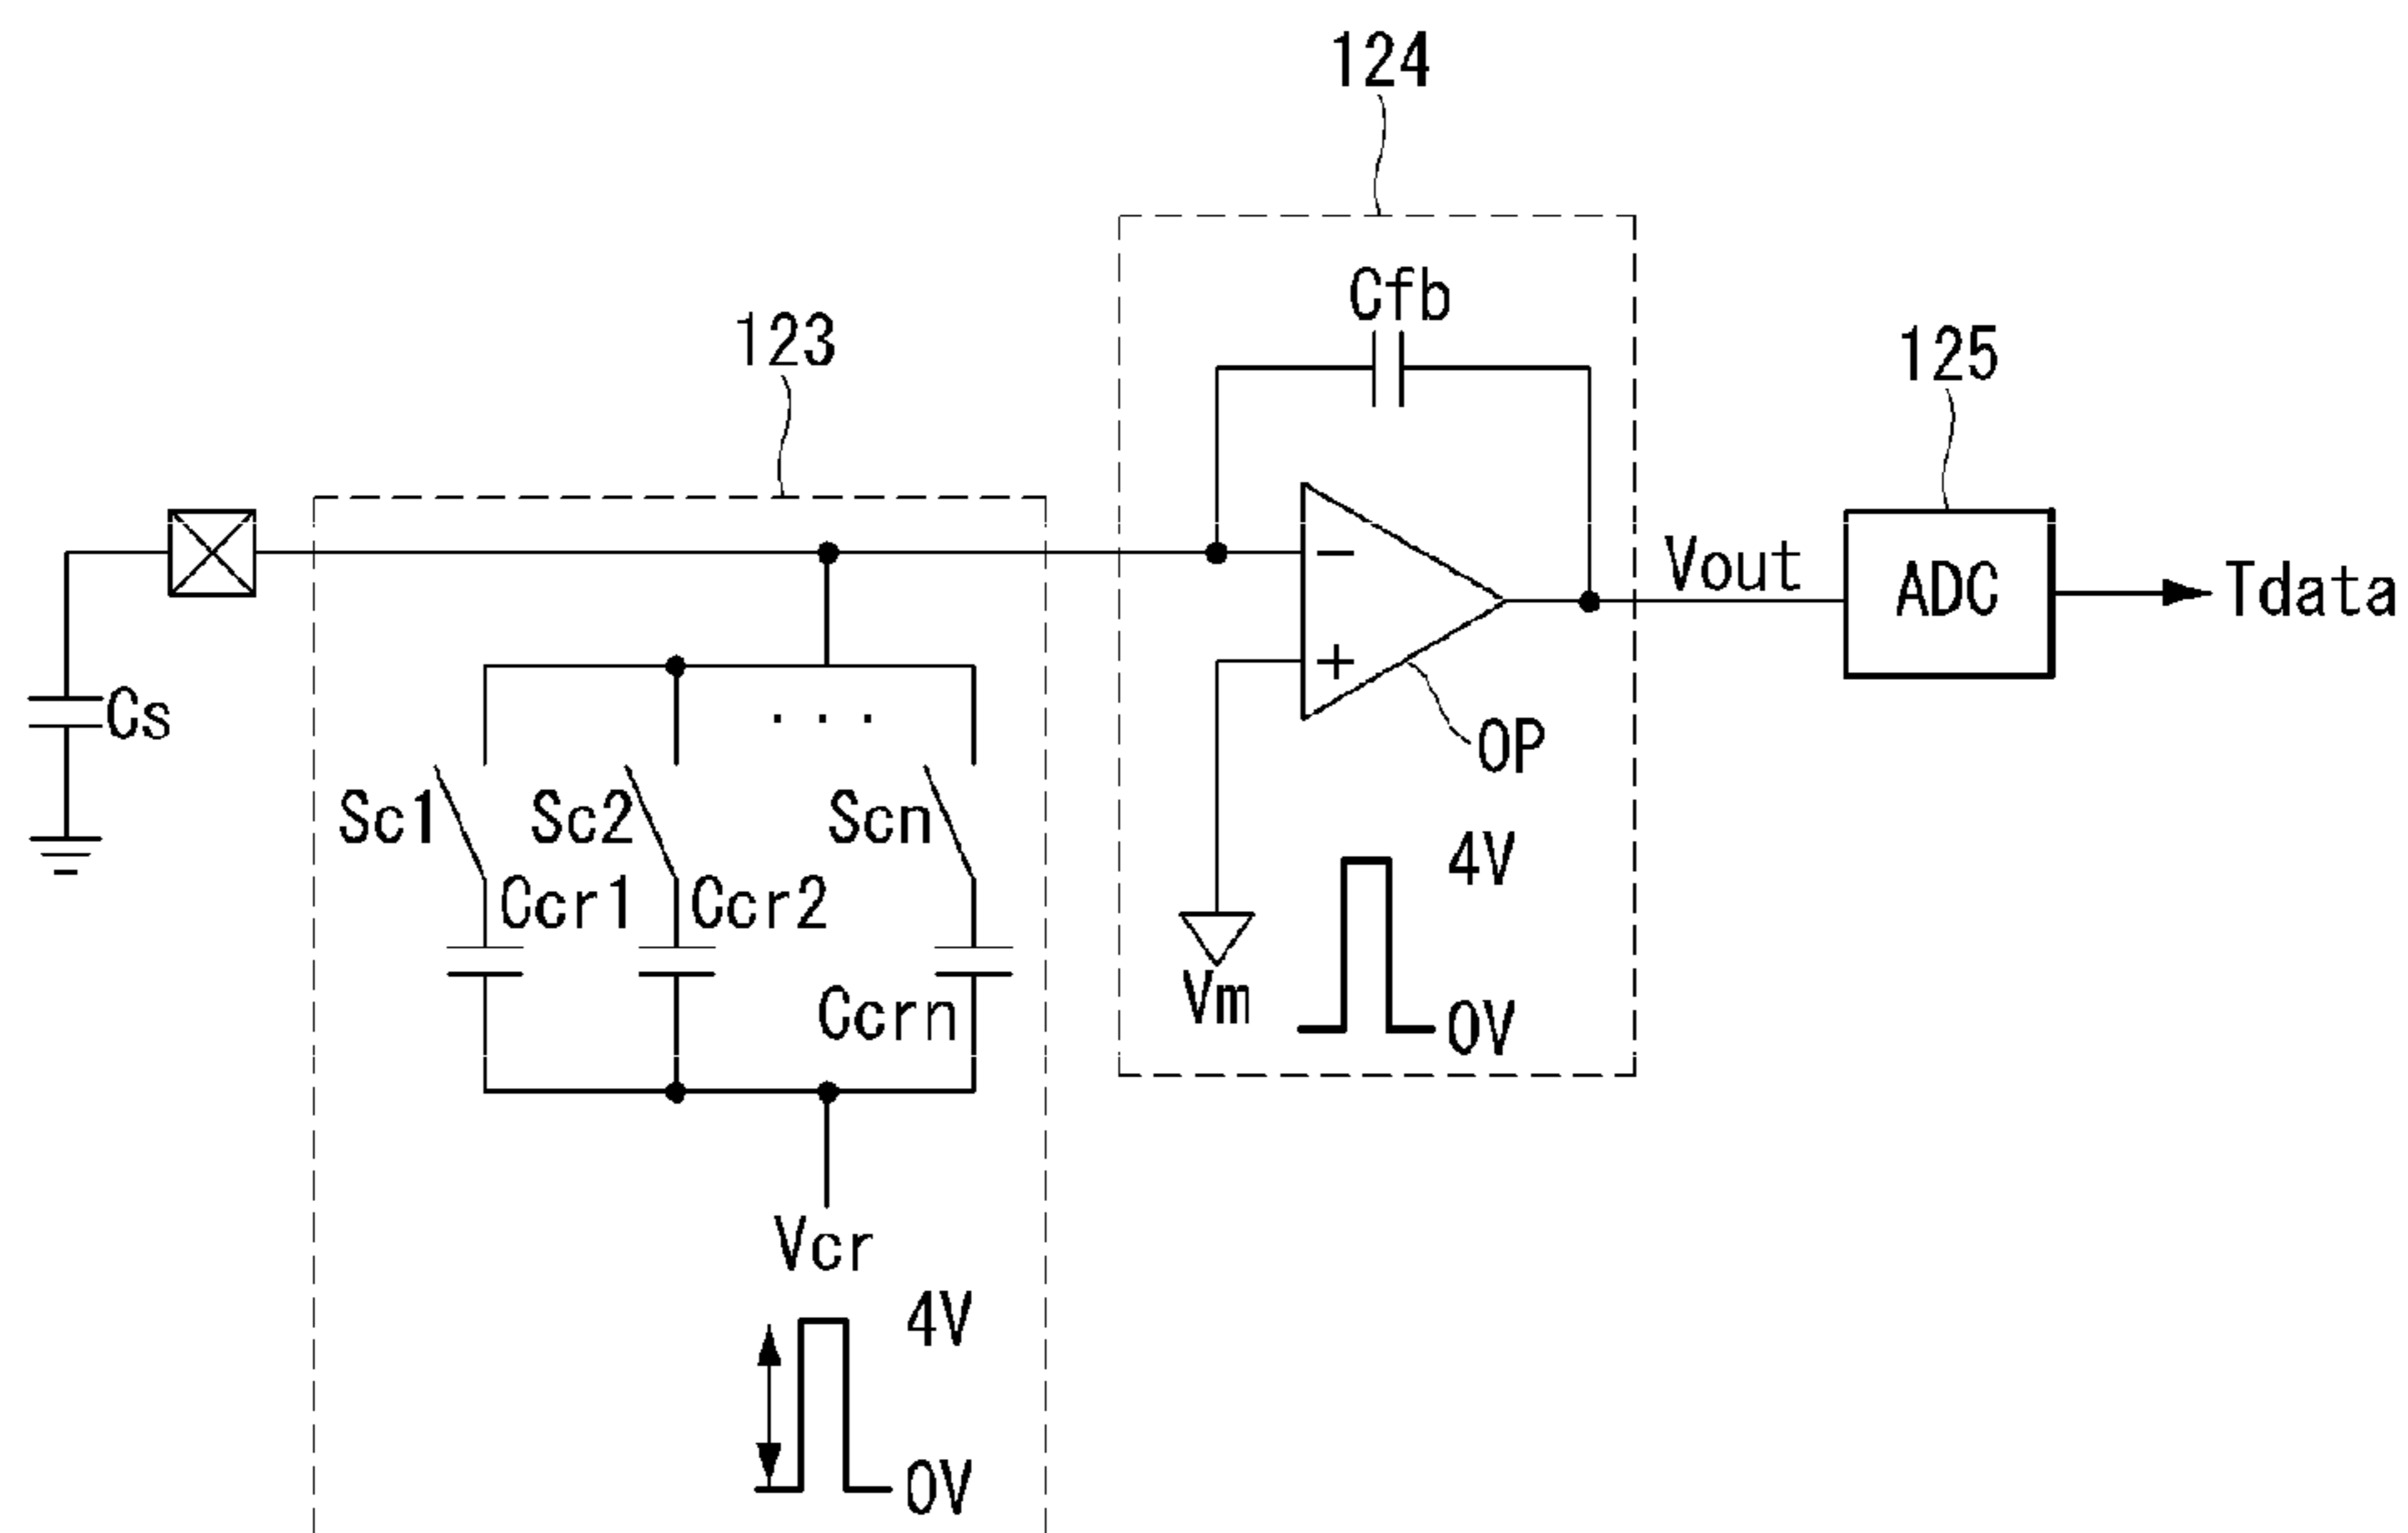 124
Cfb
123
125
Vout
ADC
Tdata
Cs
OP
Sc1
Sc2
Scn
...
Ccr1
Ccr2
Ccrn
4V
Vm
0V
Vcr
4V
0V